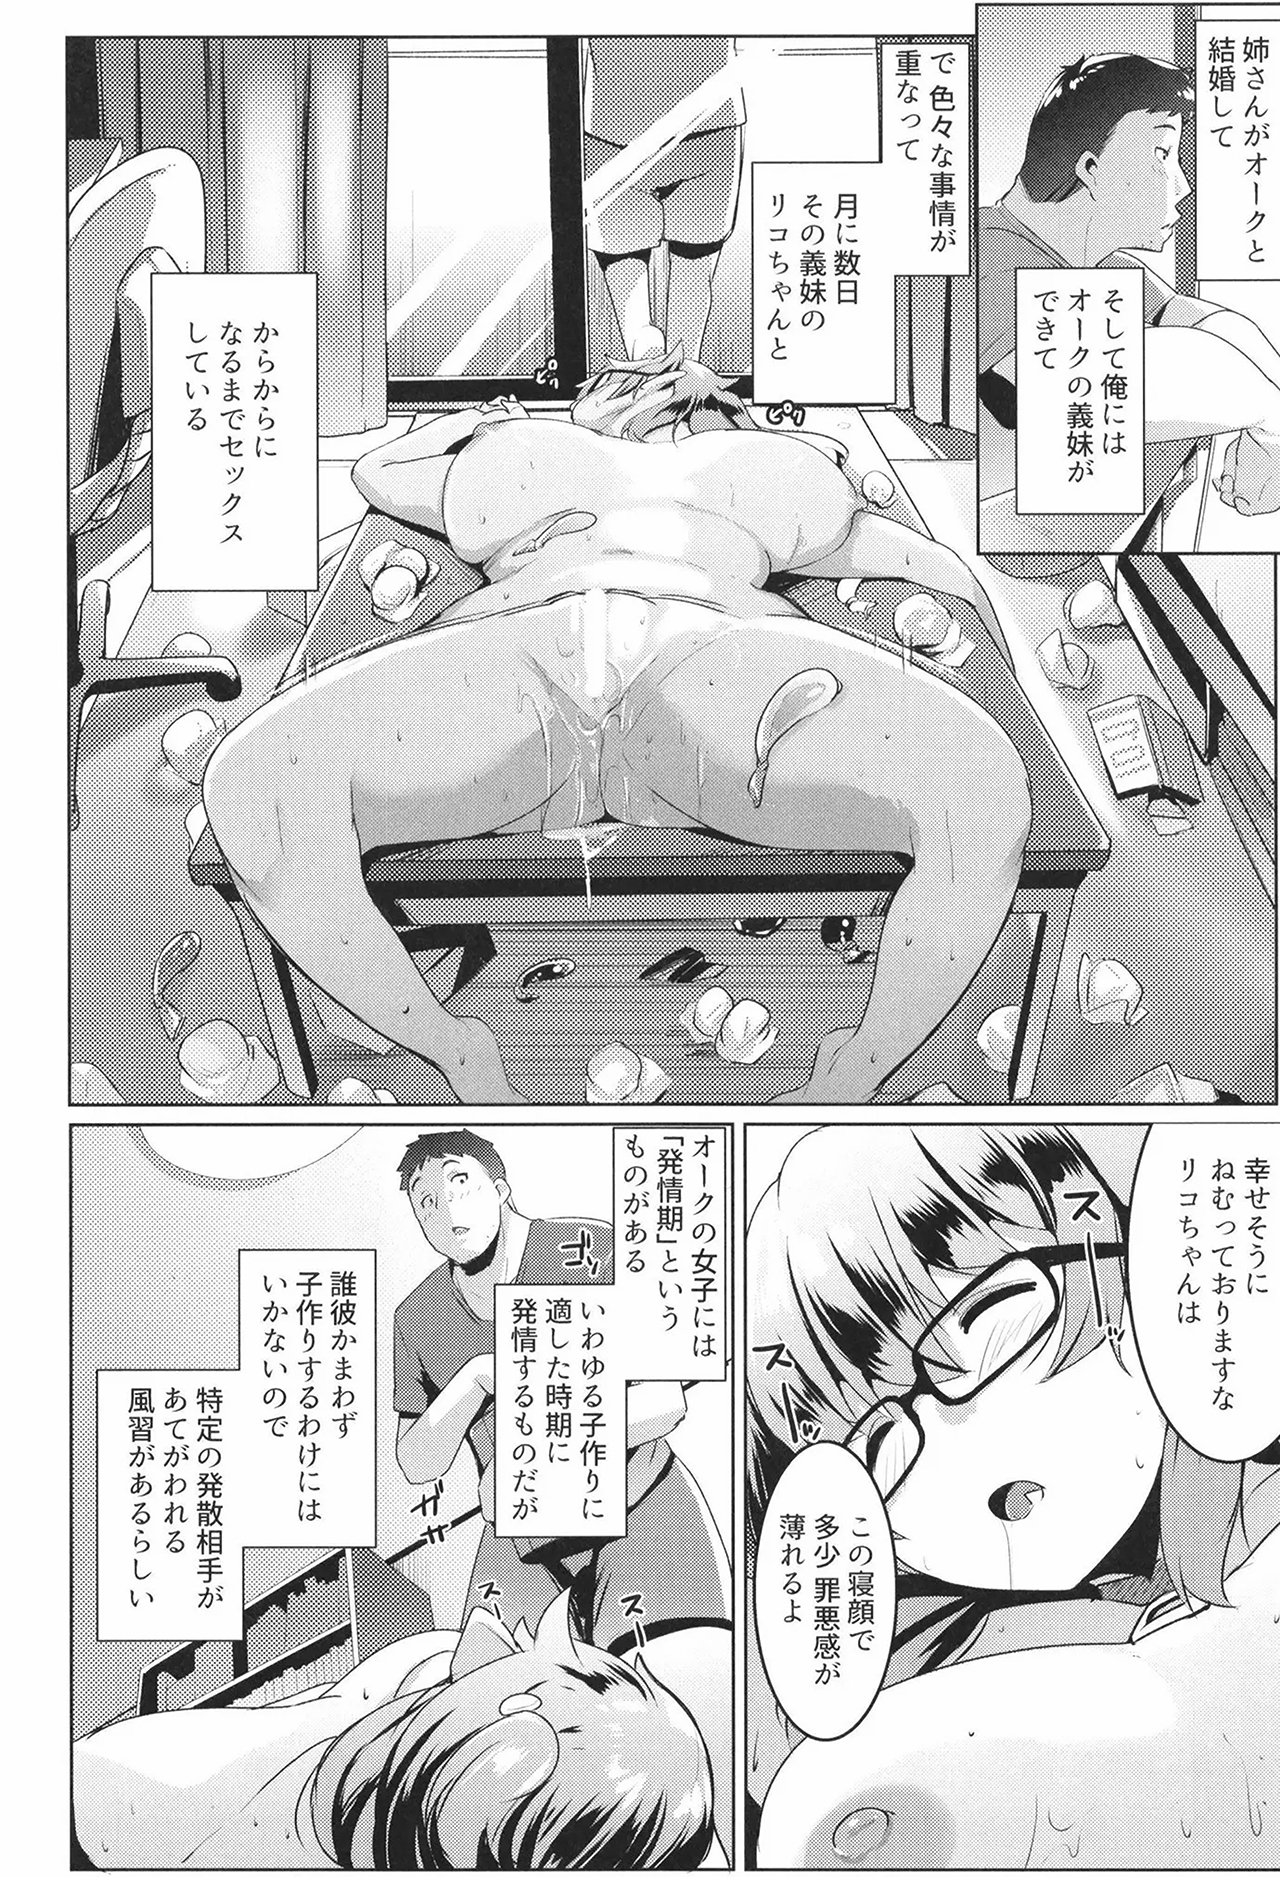 姉さんがオークと
結婚して
そして俺には
オークの義妹が
できて
で 色々な事情が
重なって
月に数日
その義妹の
リコちゃんと
ピクッ
からからに
なるまでセックス
している
幸せそうに
ねむっておりますな
リコちゃんは
スー
この寝顔で
多少 罪悪感が
薄れるよ
オークの女子には
「発情期」という
ものがある
ゴソ
いわゆる子作りに
適した時期に
発情するものだが
誰彼かまわず
子作りするわけには
いかないので
ガガ
特定の発散相手が
あてがわれる
風習があるらしい
スー
スー